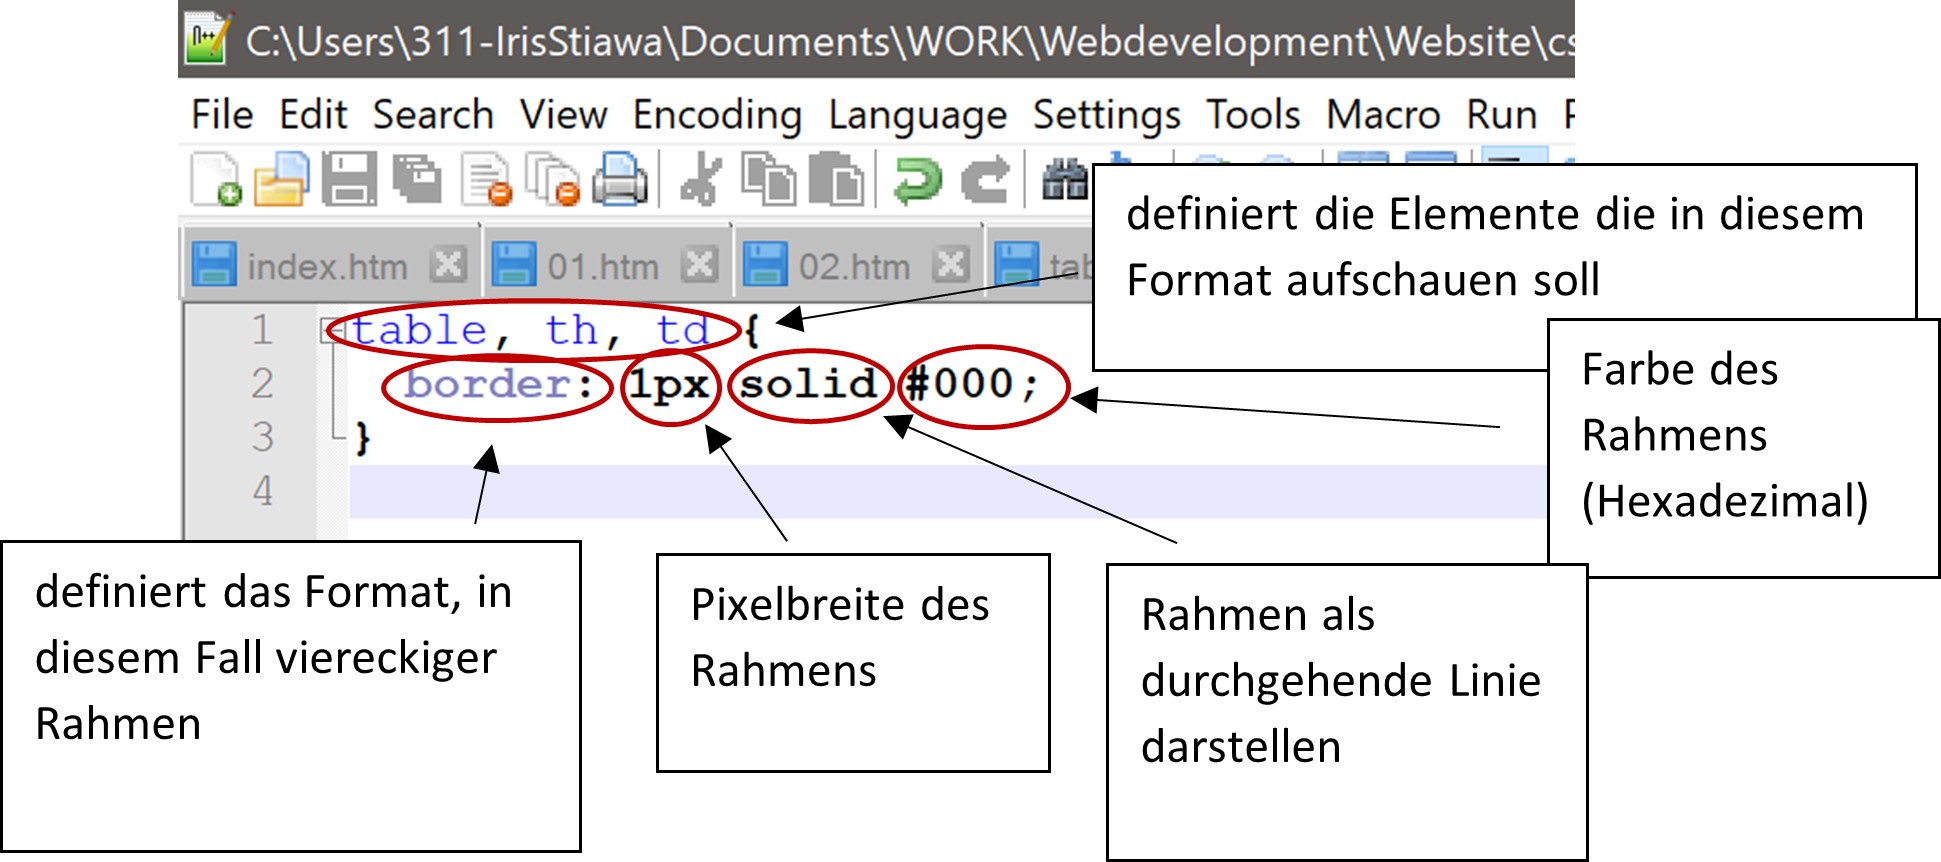 C:\Users\311-IrisStiawa\Documents\WORK\Webdevelopment\Website\cs
File Edit Search View Encoding Language Settings Tools Macro Run
index.htm 01.htm 02.htm tab
definiert die Elemente die in diesem
Format aufschauen soll
1 table, th, td {
2 border: 1px solid #000;
3 }
4
Farbe des
Rahmens
(Hexadezimal)
definiert das Format, in
diesem Fall viereckiger
Rahmen
Pixelbreite des
Rahmens
Rahmen als
durchgehende Linie
darstellen